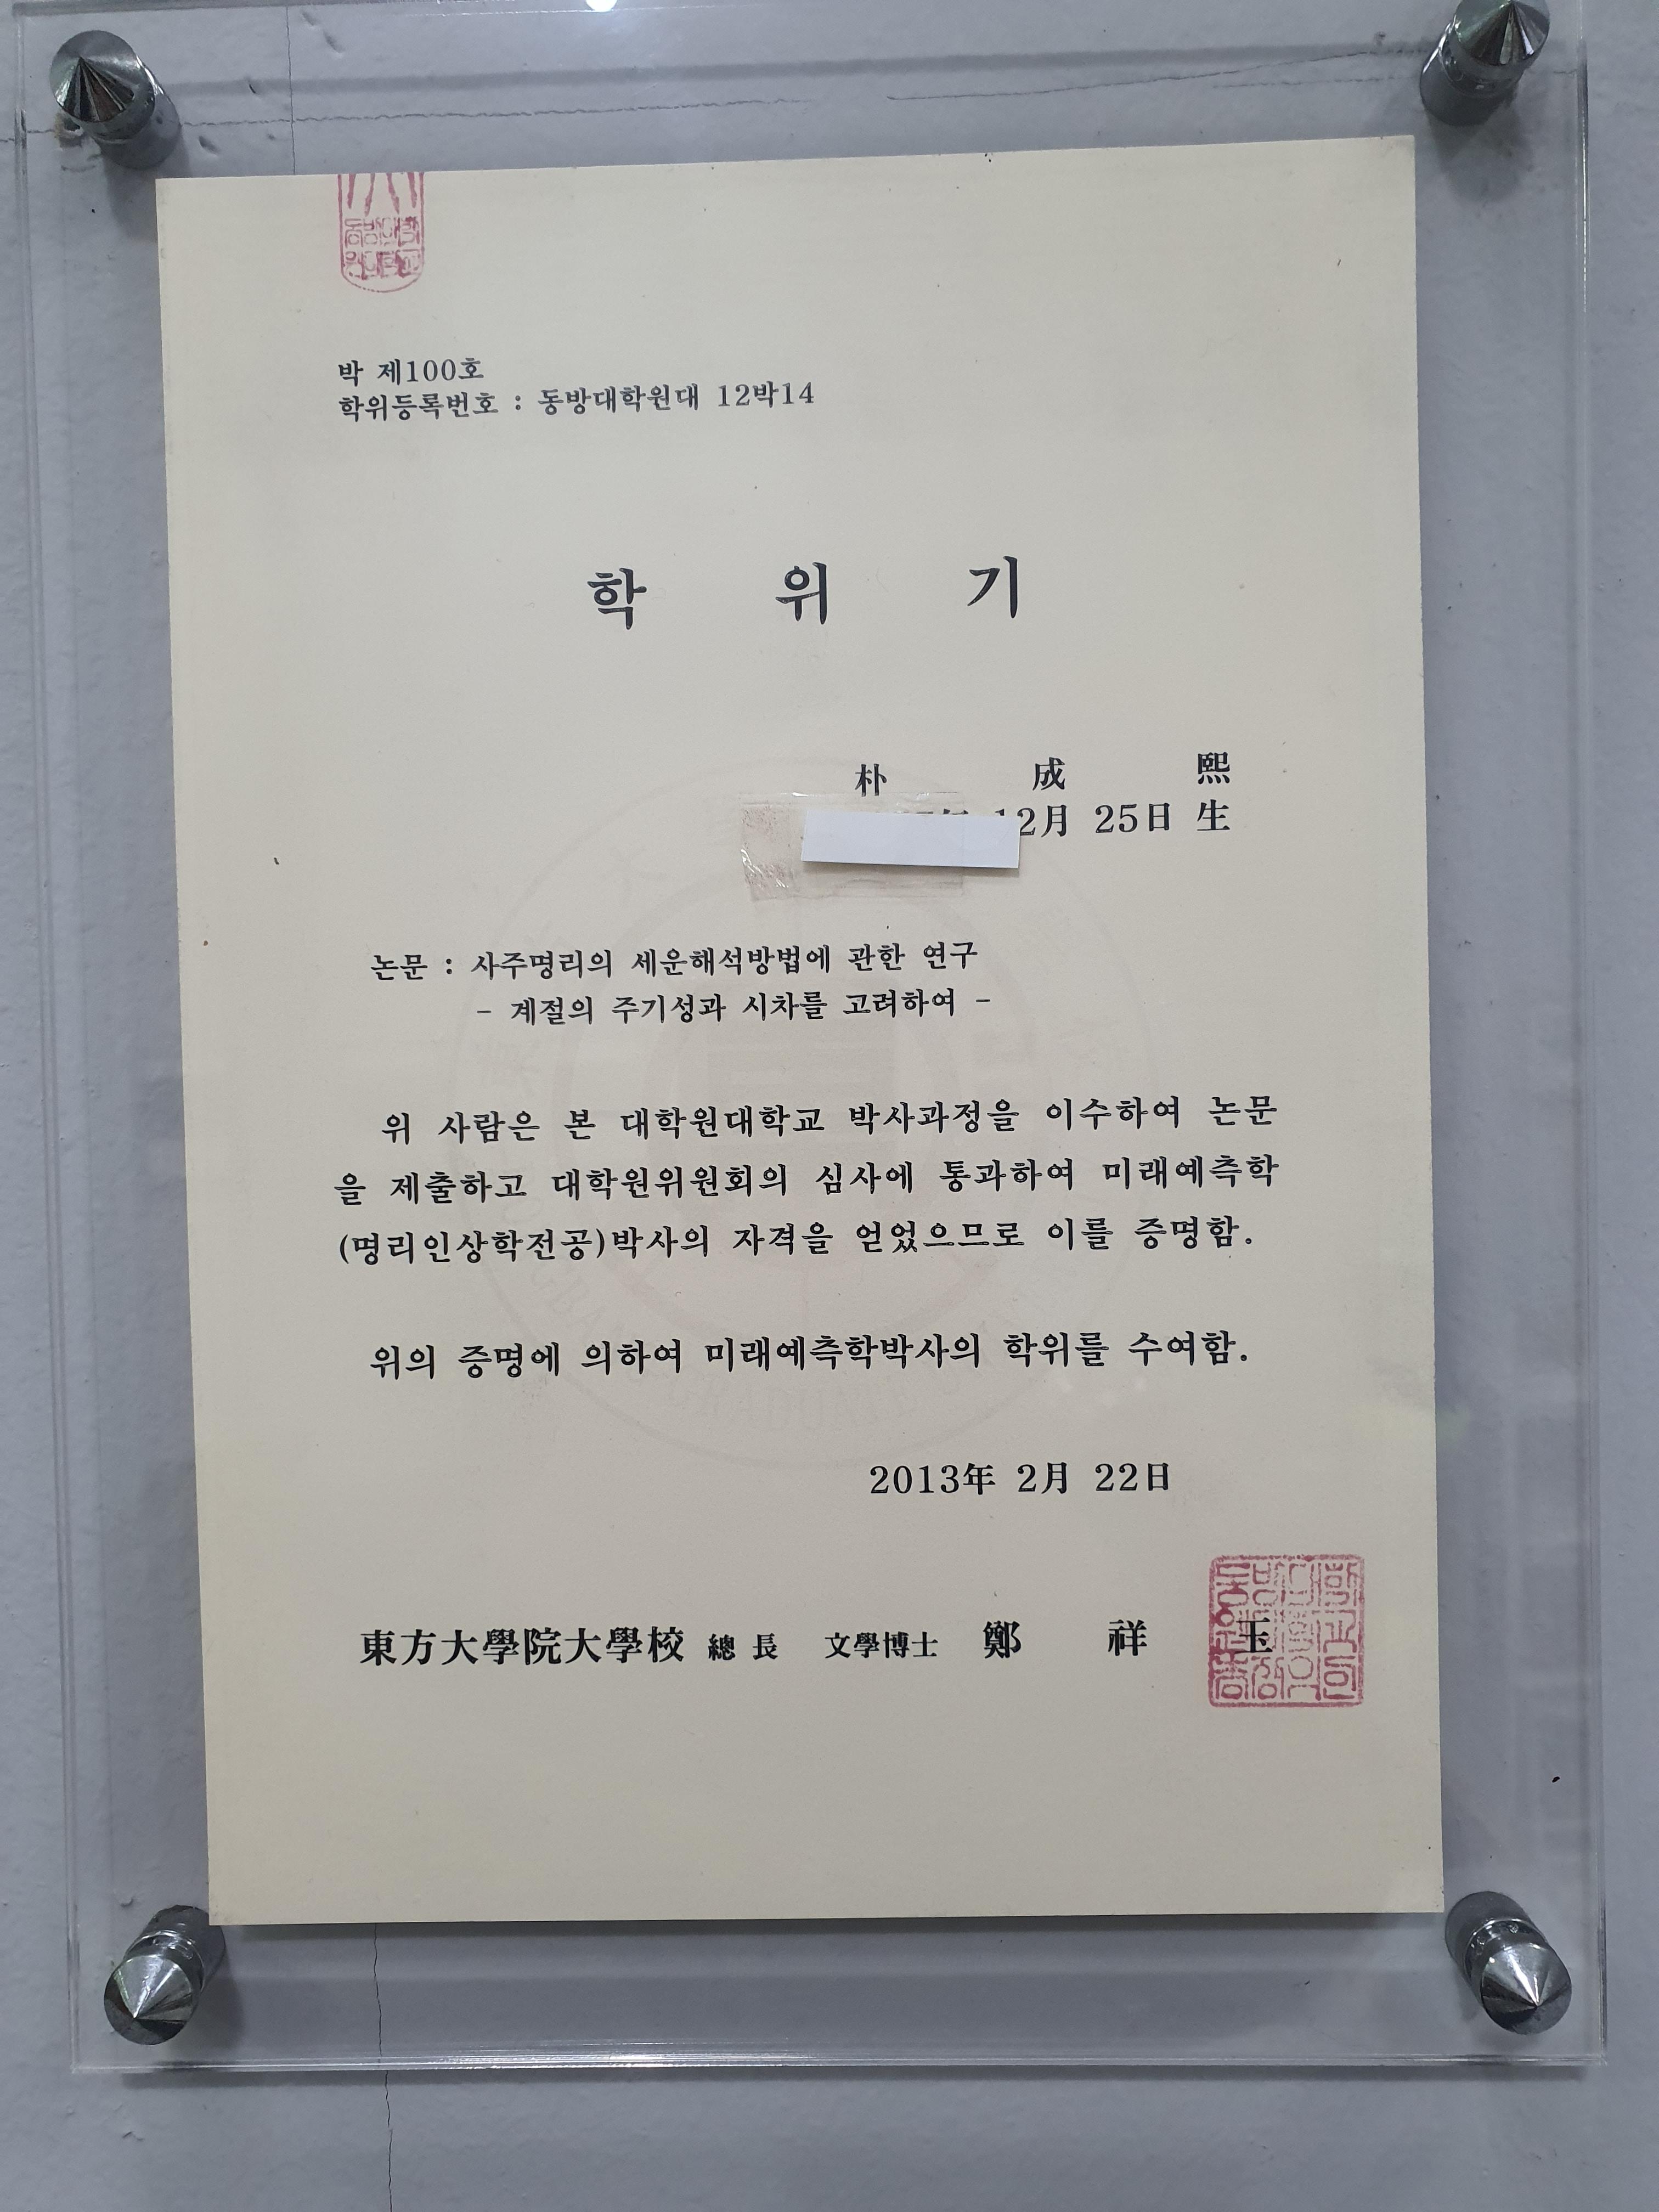 박 제100호
학위등록번호 : 동방대학원대 12박14
학 위 기
朴 成 熙
12月 25日 生
논문 : 사주명리의 세운해석방법에 관한 연구
- 계절의 주기성과 시차를 고려하여 -
위 사람은 본 대학원대학교 박사과정을 이수하여 논문
을 제출하고 대학원위원회의 심사에 통과하여 미래예측학
(명리인상학전공)박사의 자격을 얻었으므로 이를 증명함.
위의 증명에 의하여 미래예측학박사의 학위를 수여함.
2013年 2月 22日
東方大學院大學校 總 長 文學博士 鄭 祥 玉